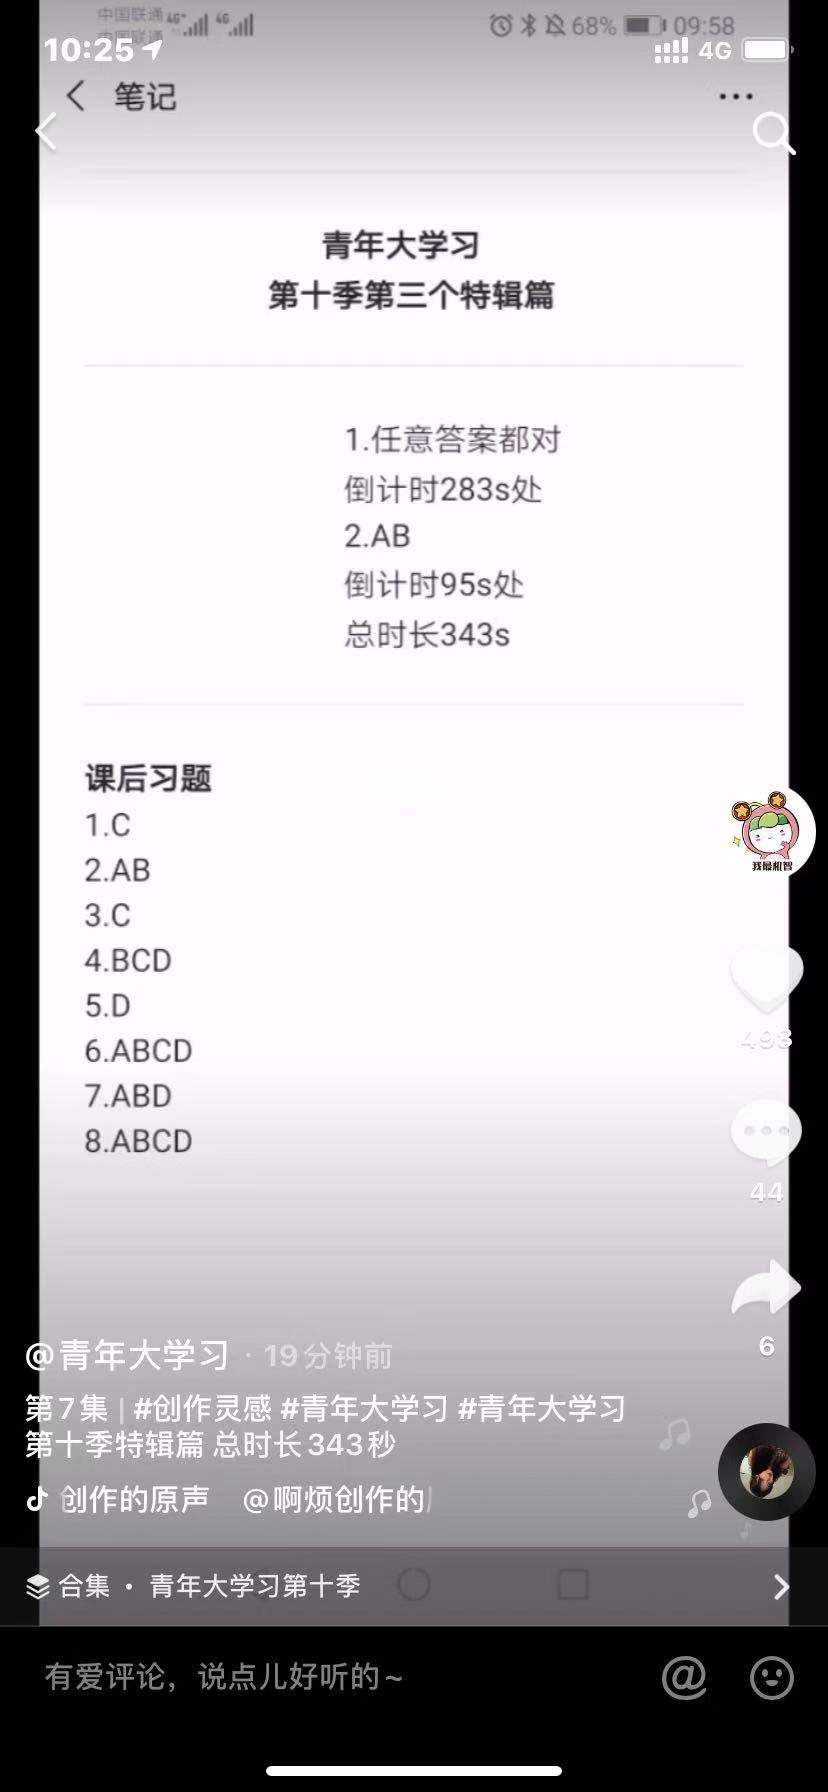 中国联通 4G+ 4G 68% 09:58
中国联通
10:25 4G
笔记
青年大学习
第十季第三个特辑篇
1.任意答案都对
倒计时283s处
2.AB
倒计时95s处
总时长343s
课后习题
1.C
2.AB
3.C
4.BCD
5.D
6.ABCD
7.ABD
8.ABCD
我最机智
493
44
6
@青年大学习 · 19分钟前
第7集 | #创作灵感 #青年大学习 #青年大学习
第十季特辑篇 总时长343秒
创作的原声 @啊烦创作的
合集 · 青年大学习第十季
有爱评论，说点儿好听的~